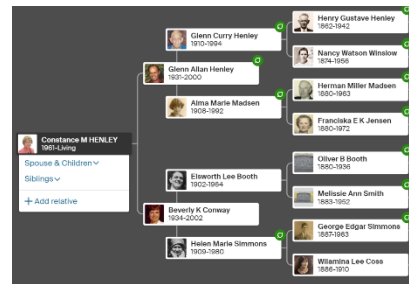 Glenn Curry Henley
1910-1994
Henry Gustave Henley
1862-1942
Nancy Watson Winslow
1874-1956
Glenn Allan Henley
1931-2000
Herman Miller Madsen
1880-1963
Alma Marie Madsen
1908-1992
Franciska E K Jensen
1880-1972
Constance M HENLEY
1961-Living
Spouse & Children
Siblings
+ Add relative
Oliver B Booth
1880-1936
Elsworth Lee Booth
1902-1964
Melissie Ann Smith
1883-1952
Beverly K Conway
1934-2002
George Edgar Simmons
1887-1963
Helen Marie Simmons
1909-1980
Wilamina Lee Coss
1886-1910